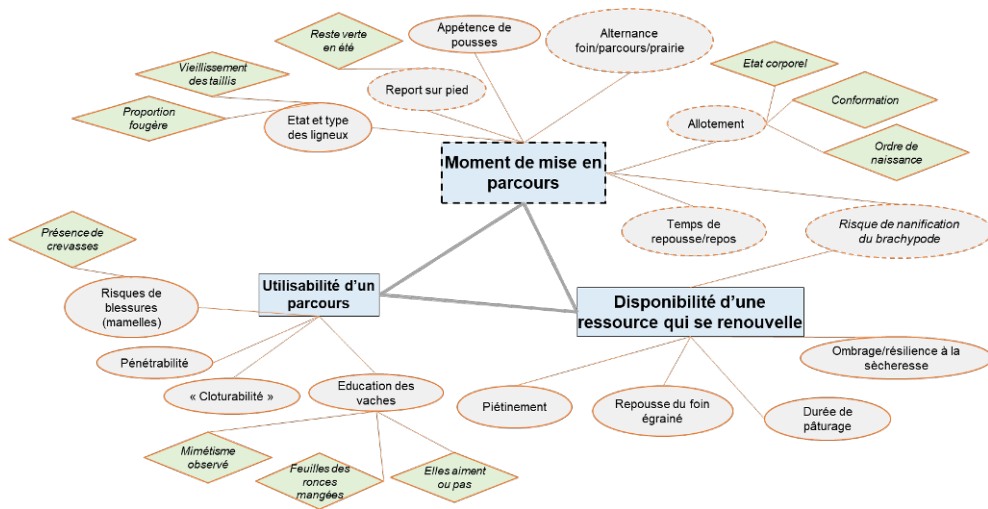 Reste verte
en été
Appétence de
pousses
Alternance
foin/parcours/prairie
Vieillissement
des taillis
Report sur pied
Etat corporel
Proportion
fougère
Etat et type
des ligneux
Conformation
Allotement
Ordre de
naissance
Moment de mise en
parcours
Temps de
repousse/repos
Risque de nanification
du brachypode
Présence de
crevasses
Utilisabilité d’un
parcours
Risques de
blessures
(mamelles)
Disponibilité d’une
ressource qui se renouvelle
Pénétrabilité
« Cloturabilité »
Education des
vaches
Ombrage/résilience à la
sècheresse
Piétinement
Repousse du foin
égrainé
Durée de
pâturage
Mimétisme
observé
Feuilles des
ronces
mangées
Elles aiment
ou pas